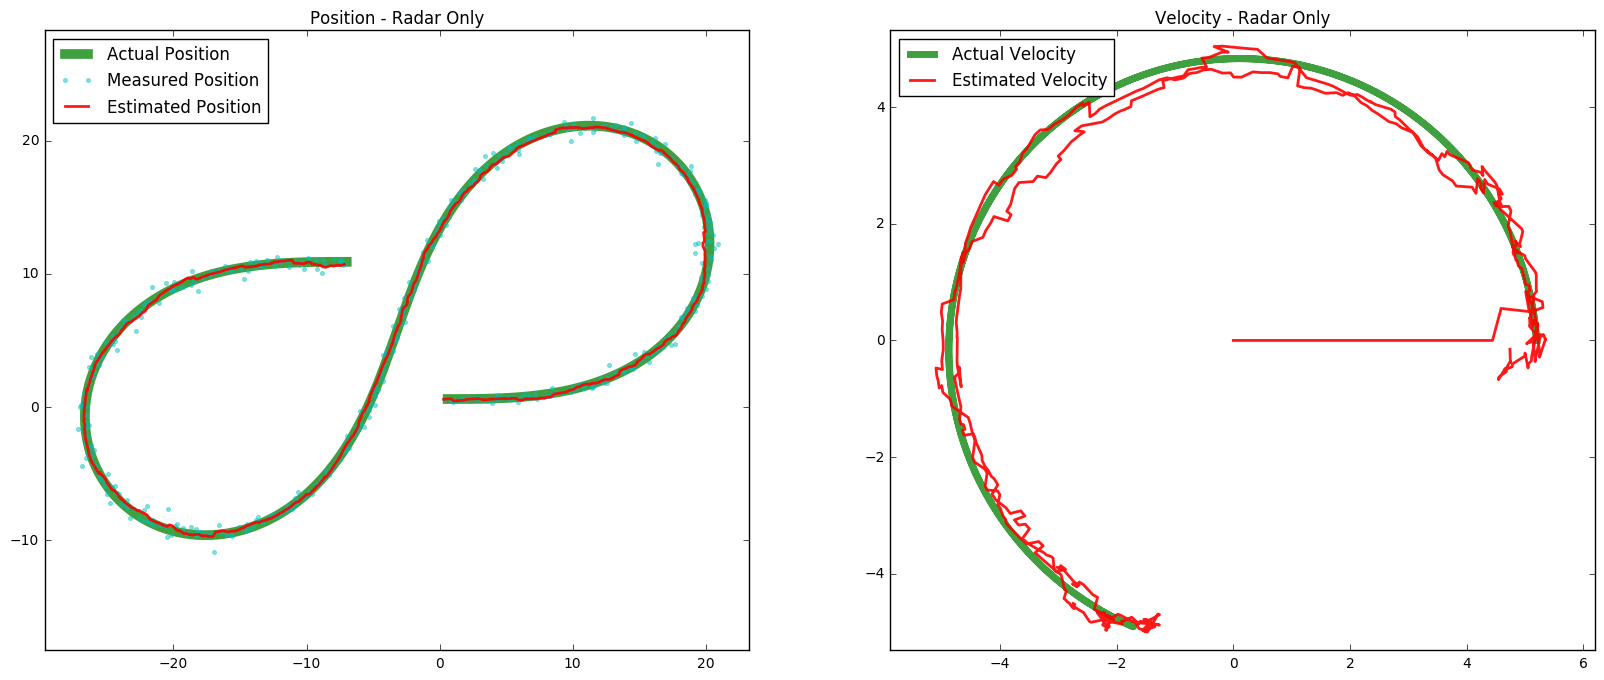 Position - Radar Only
Actual Position
Measured Position
Estimated Position
20
10
0
−10
−20
−10
0
10
20
Velocity - Radar Only
Actual Velocity
Estimated Velocity
4
2
0
−2
−4
−4
−2
0
2
4
6